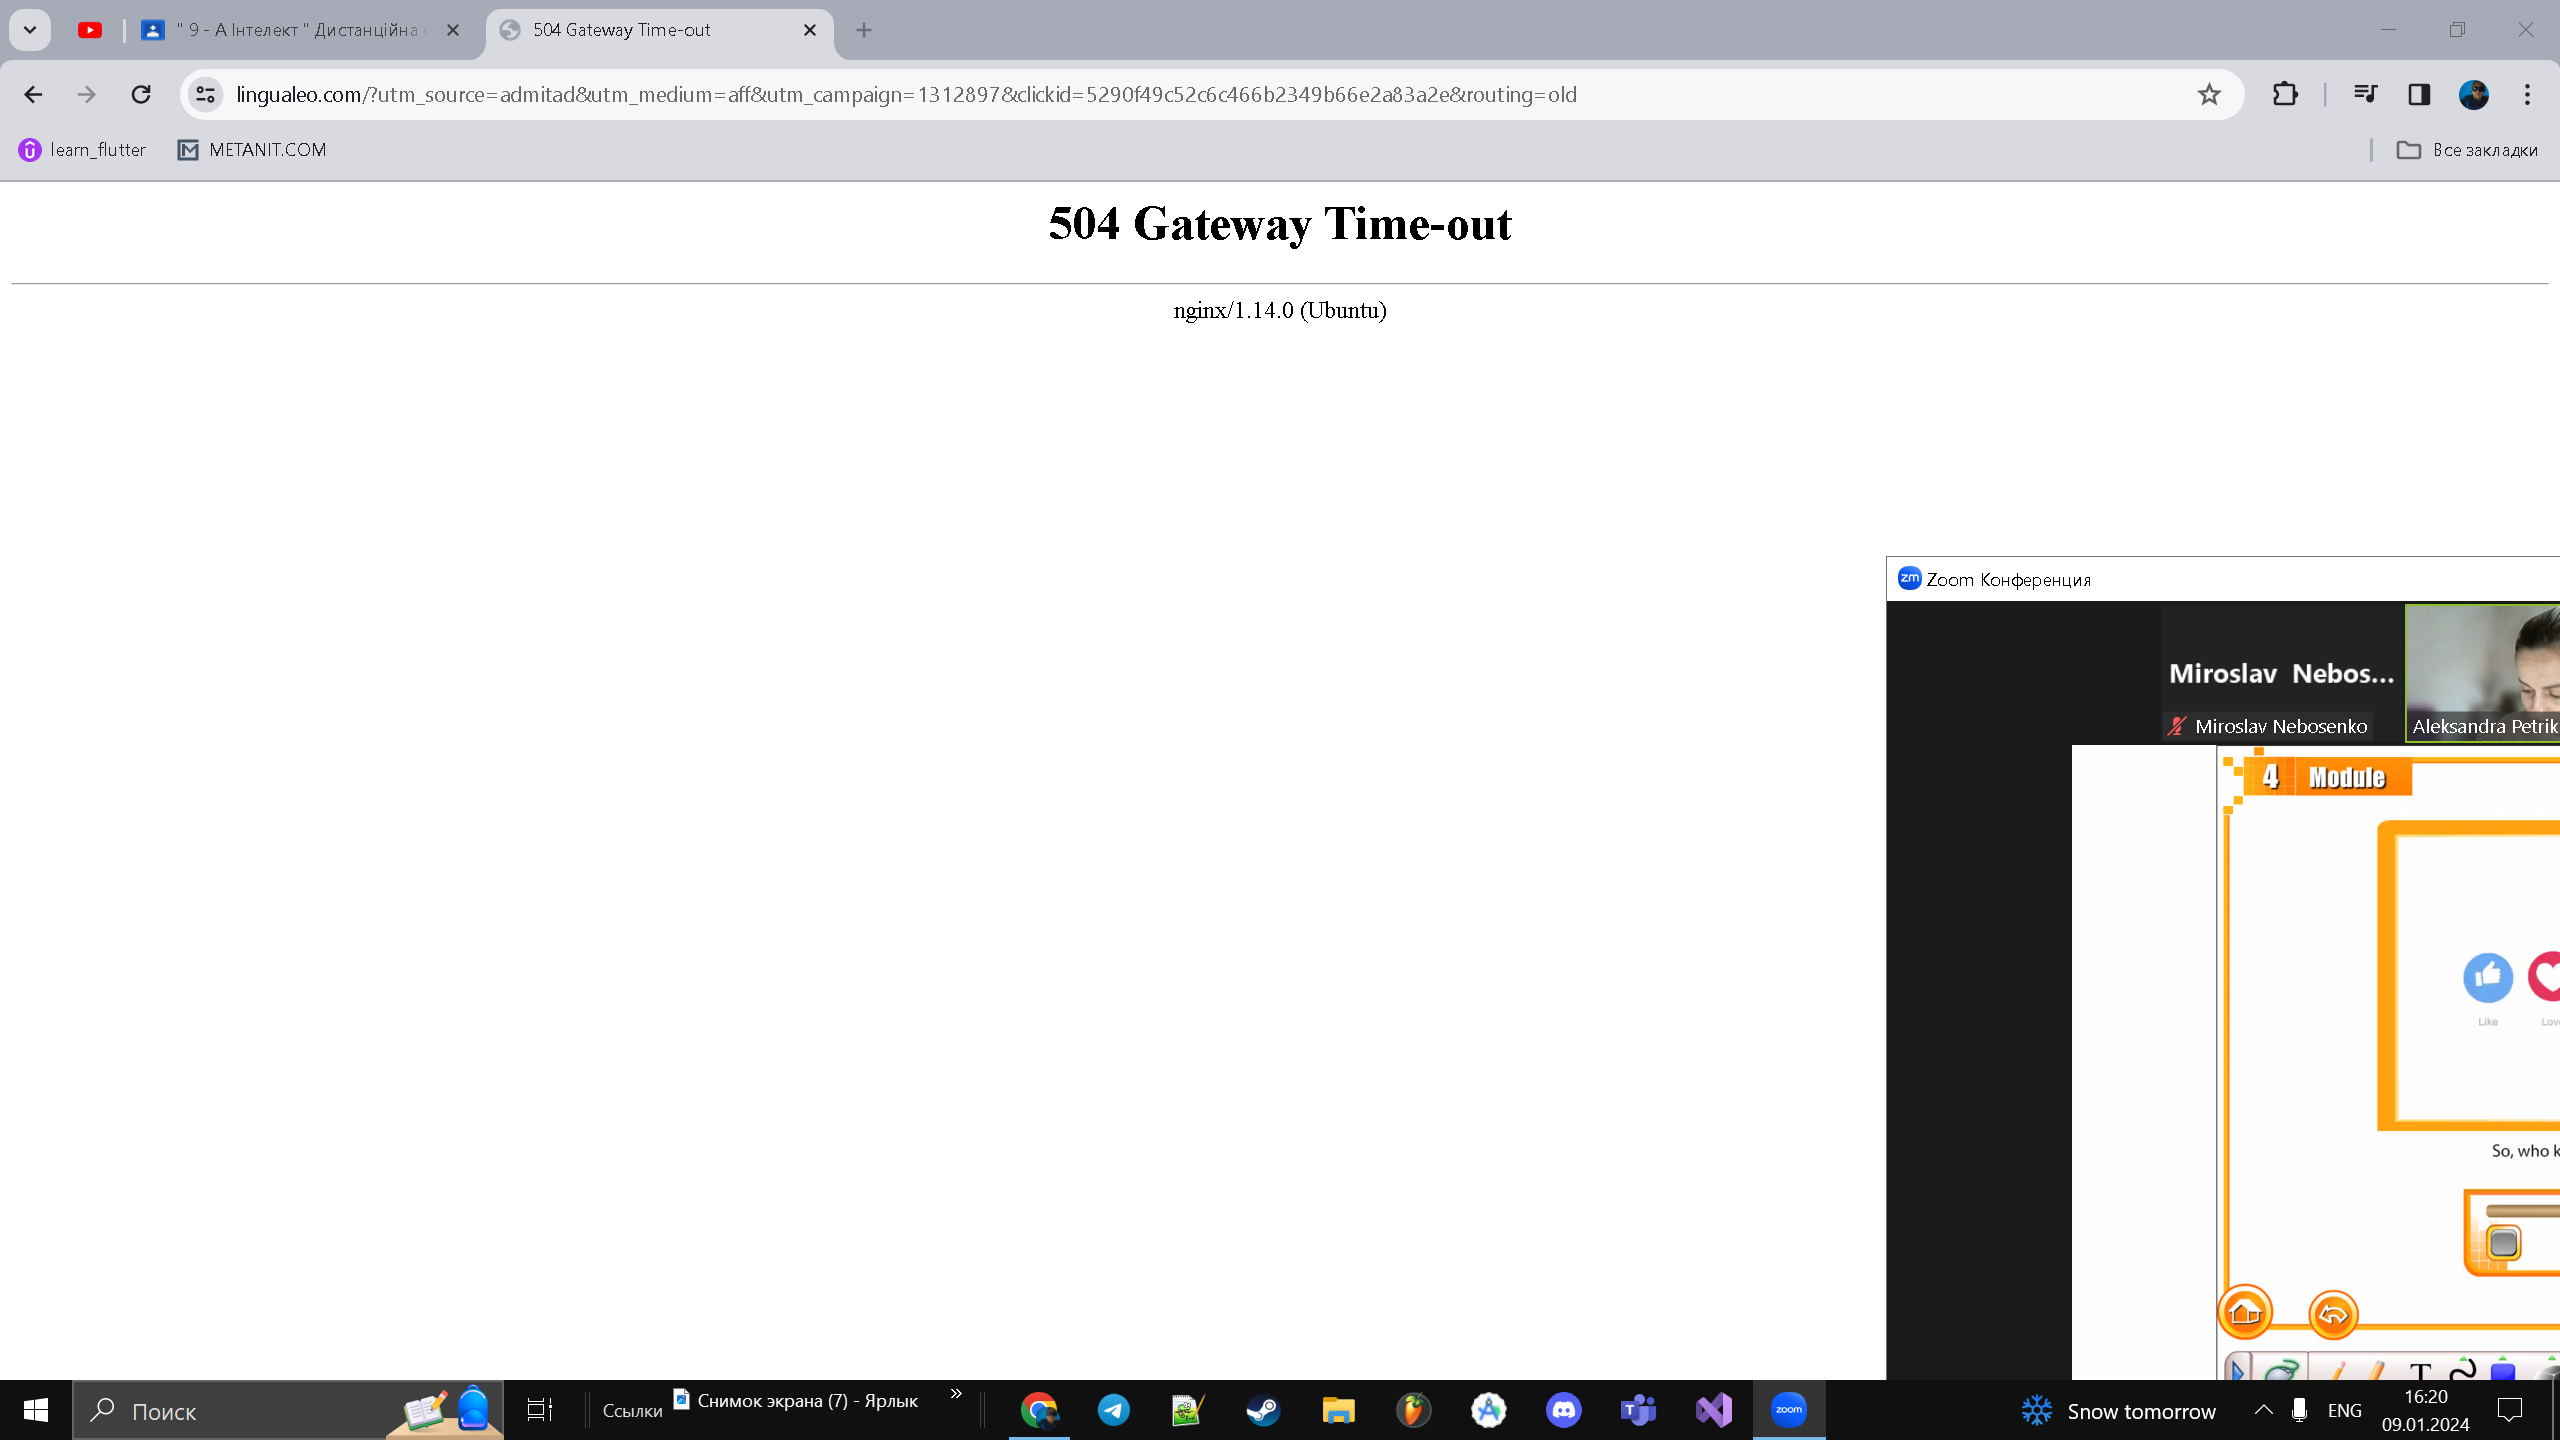 " 9 - А Інтелект " Дистанційна
504 Gateway Time-out
lingualeo.com/?utm_source=admitad&utm_medium=aff&utm_campaign=1312897&clickid=5290f49c52c6c466b2349b66e2a83a2e&routing=old
learn_flutter
METANIT.COM
Все закладки
504 Gateway Time-out
nginx/1.14.0 (Ubuntu)
zm Zoom Конференция
Miroslav Nebos...
Miroslav Nebosenko
Aleksandra Petrik
4 Module
Like
Lov
So, who k
T
Поиск
Ссылки
Снимок экрана (7) - Ярлык
zoom
Snow tomorrow
ENG
16:20
09.01.2024